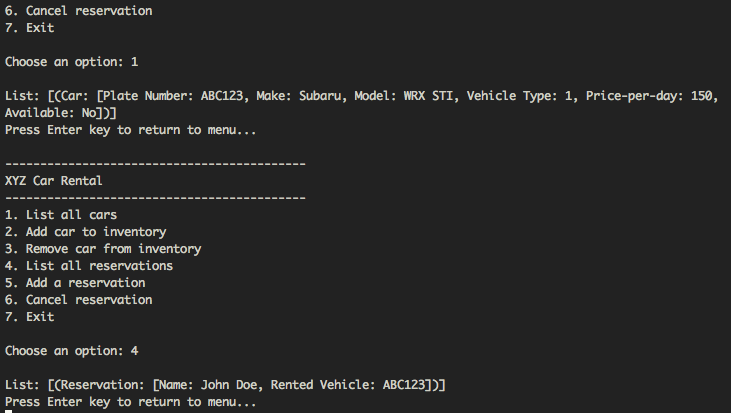 6. Cancel reservation
7. Exit
Choose an option: 1
List: [(Car: [Plate Number: ABC123, Make: Subaru, Model: WRX STI, Vehicle Type: 1, Price-per-day: 150,
Available: No])]
Press Enter key to return to menu...
-------------------------------------------
XYZ Car Rental
-------------------------------------------
1. List all cars
2. Add car to inventory
3. Remove car from inventory
4. List all reservations
5. Add a reservation
6. Cancel reservation
7. Exit
Choose an option: 4
List: [(Reservation: [Name: John Doe, Rented Vehicle: ABC123])]
Press Enter key to return to menu...